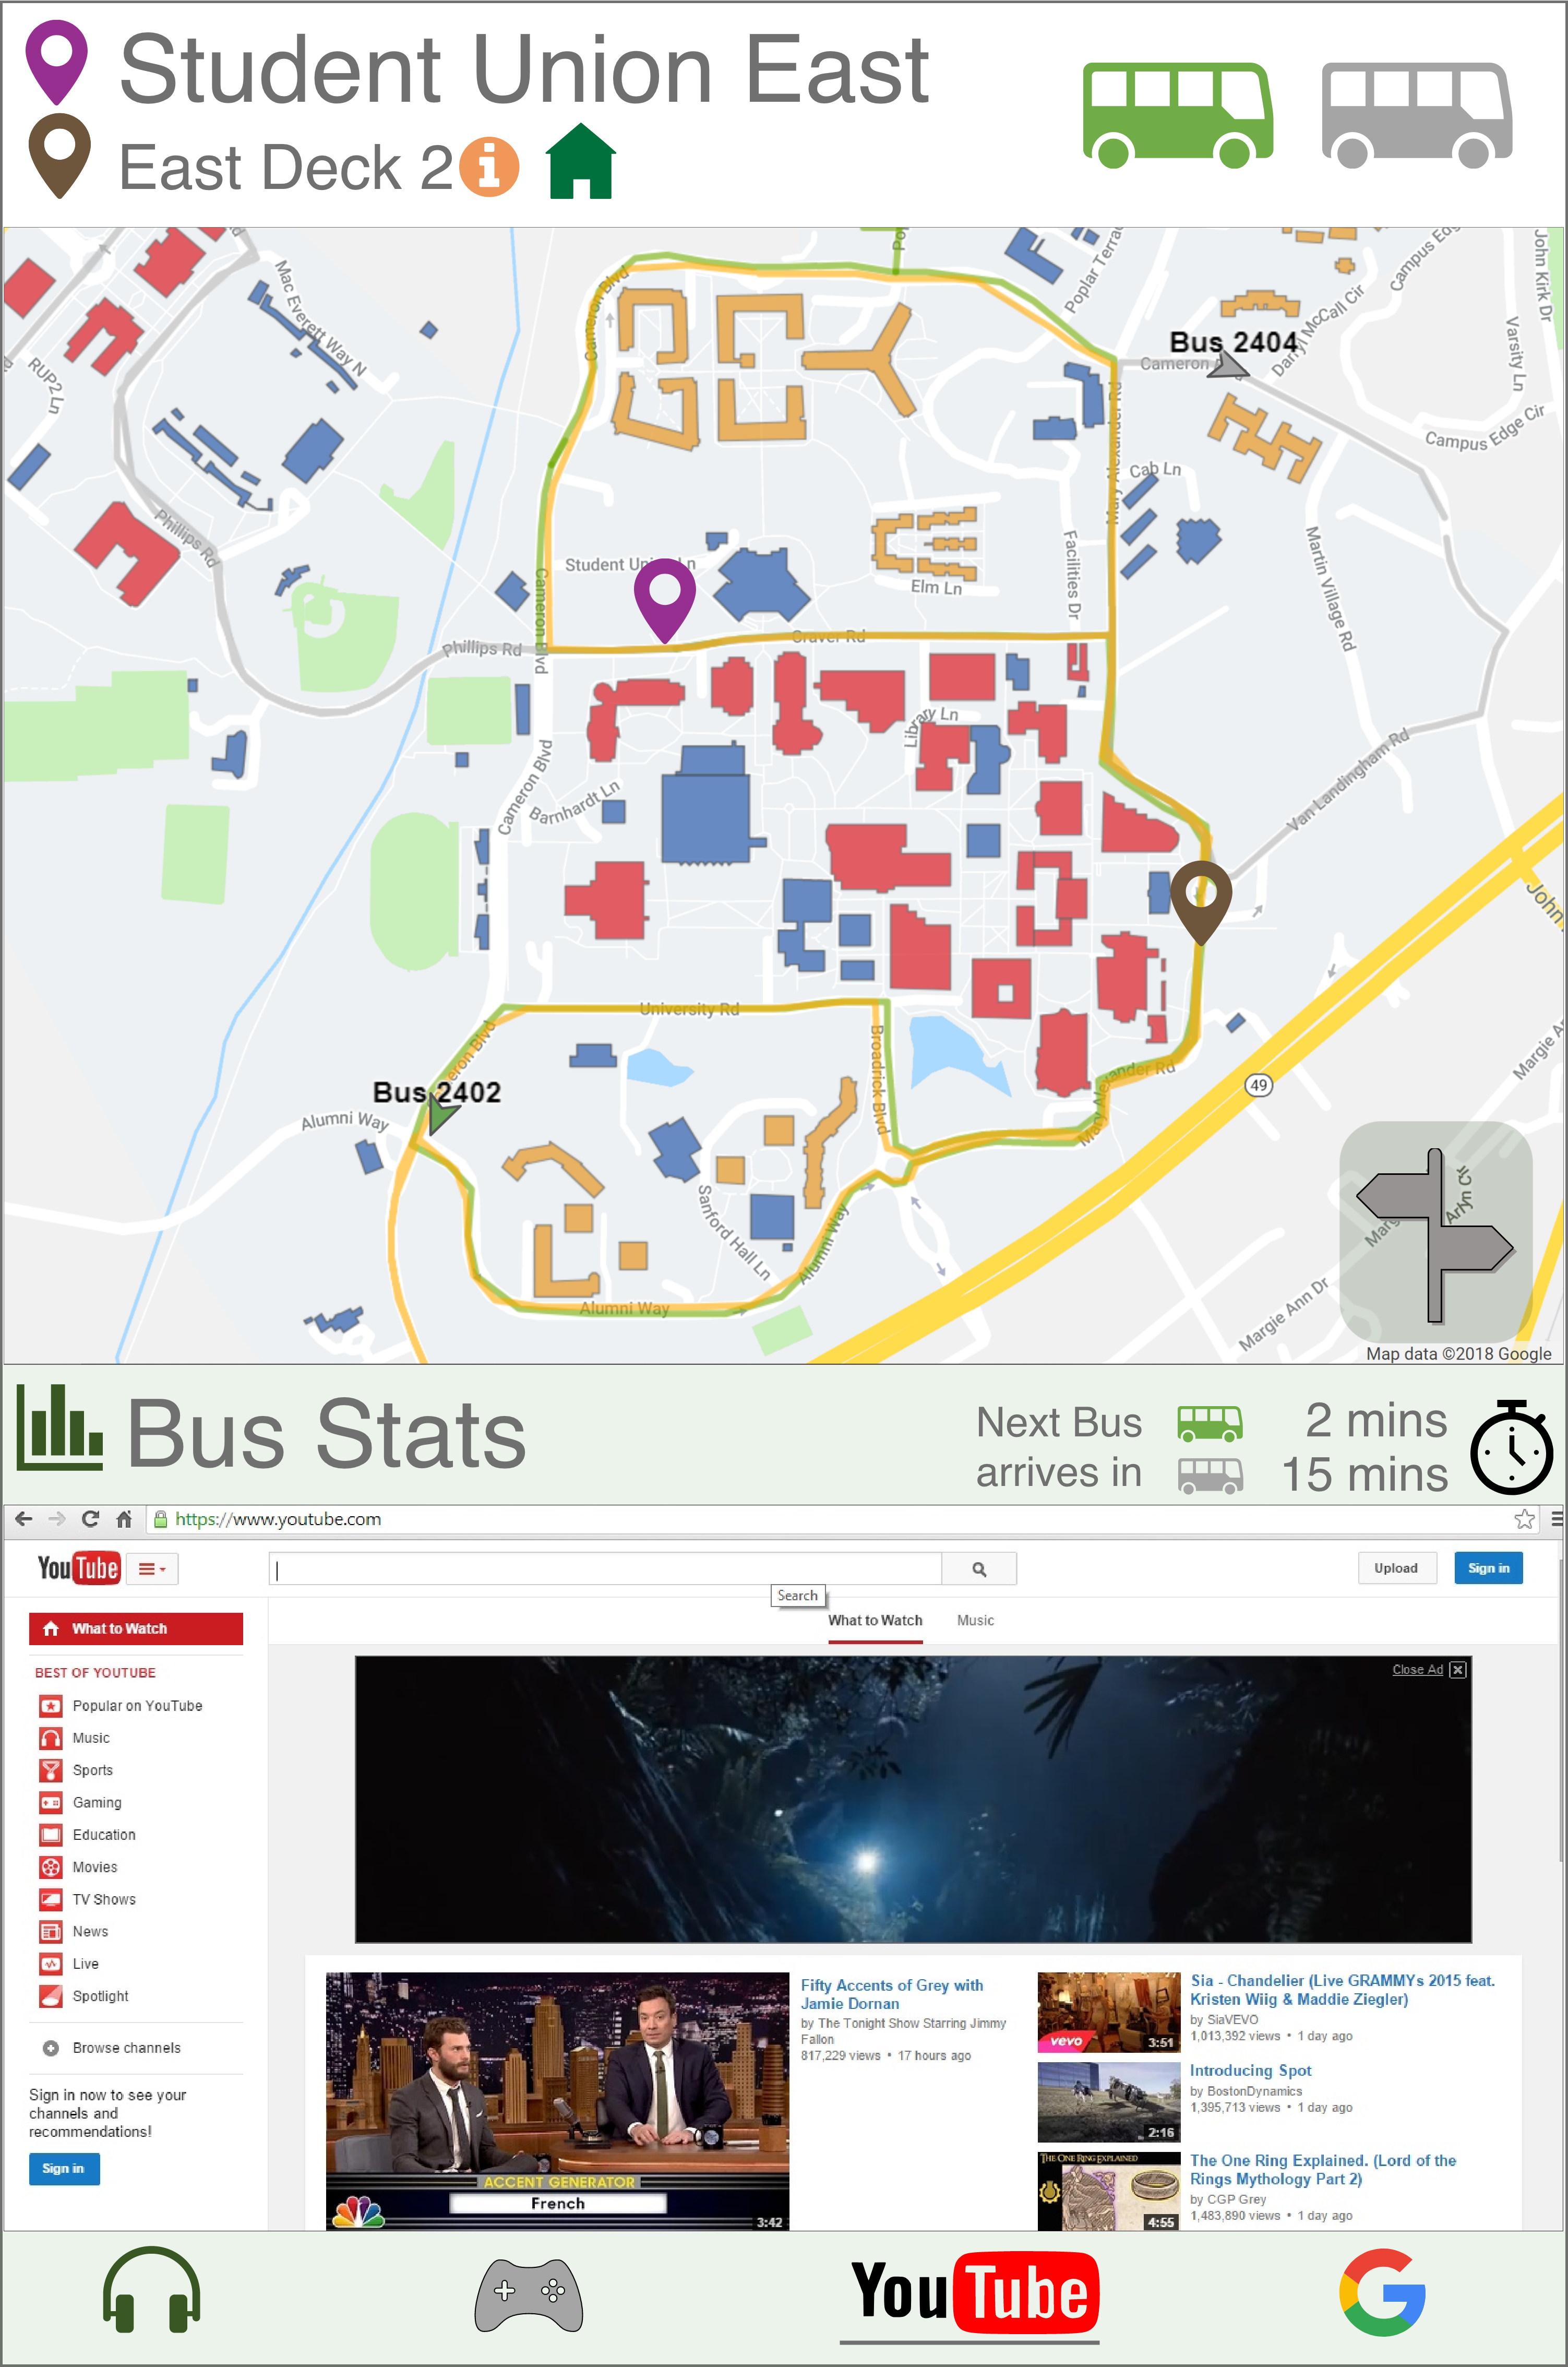 Student Union East
East Deck 2
i
Mac Everett Way N
RUP2 Ln
Phillips Rd
Phillips Rd
Cameron Blvd
Poplar Terra
Campus Edg
John Kirk Dr
Varsity Ln
Darryl McCall Cir
Bus 2404
Cameron
Campus Edge Cir
Mary Alexander Rd
Cab Ln
Martin Village Rd
Facilities Dr
Student Un Ln
Elm Ln
Cameron Blvd
Craver Rd
Library Ln
Cameron Blvd
Barnhardt Ln
Van Landingham Rd
John
University Rd
eron Blvd
Broadrick Blvd
Mary Alexander Rd
49
Margie A
Bus 2402
Alumni Way
Sanford Hall Ln
Alumni Way
Alumni Way
Marg
Arlyn Ct
Margie Ann Dr
Map data ©2018 Google
Bus Stats
Next Bus
arrives in
2 mins
15 mins
https://www.youtube.com
YouTube
Upload
Sign in
Search
What to Watch
Music
What to Watch
BEST OF YOUTUBE
Popular on YouTube
Music
Sports
Gaming
Education
Movies
TV Shows
News
Live
Spotlight
Browse channels
Sign in now to see your
channels and
recommendations!
Sign in
Close Ad
ACCENT GENERATOR
French
3:42
Fifty Accents of Grey with
Jamie Dornan
by The Tonight Show Starring Jimmy
Fallon
817,229 views • 17 hours ago
vevo
3:51
Sia - Chandelier (Live GRAMMYs 2015 feat.
Kristen Wiig & Maddie Ziegler)
by SiaVEVO
1,013,392 views • 1 day ago
2:16
Introducing Spot
by BostonDynamics
1,395,713 views • 1 day ago
THE ONE RING EXPLAINED
4:55
The One Ring Explained. (Lord of the
Rings Mythology Part 2)
by CGP Grey
1,483,890 views • 1 day ago
YouTube
G